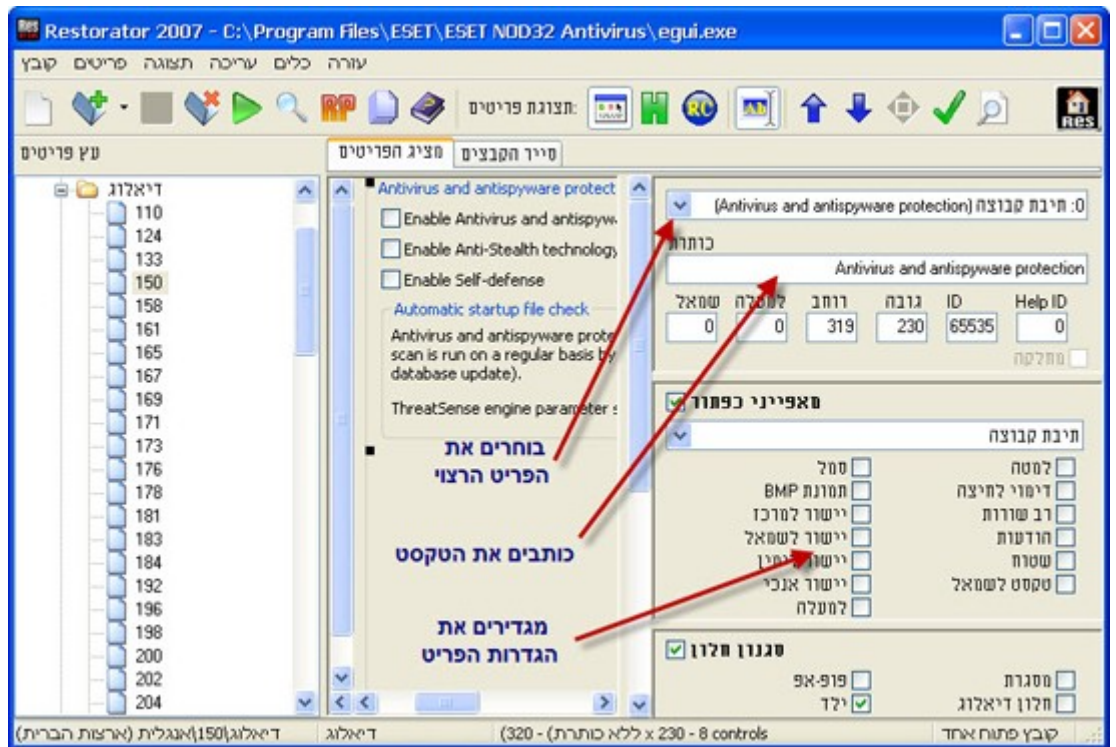 Restorator 2007 - C:\Program Files\ESET\ESET NOD32 Antivirus\egui.exe
קובץ פריטים תצוגה עריכה כלים עורה
תצוגת פריטים:
Res
עץ פריטים
מציג הפריטים
סייר הקבצים
דיאלוג
110
124
133
150
158
161
165
167
169
171
173
176
178
181
183
184
192
196
198
200
202
204
Antivirus and antispyware protect
Enable Antivirus and antispyw
Enable Anti-Stealth technology
Enable Self-defense
Automatic startup file check
Antivirus and antispyware prote
scan is run on a regular basis by
database update).
ThreatSense engine parameter s
בוחרים את
הפריט הרצוי
כותבים את הטקסט
מגדירים את
הגדרות הפריט
0: תיבת קבוצה (Antivirus and antispyware protection)
כותרת
Antivirus and antispyware protection
שמאל למעלה רוחב גובה ID Help ID
0 0 319 230 65535 0
מחלקה
מאפייני כפתור
תיבת קבוצה
למטה
דימוי לחיצה
רב שורות
הודעות
שטוח
טקסט לשמאל
סמל
תמונת BMP
יישור למרכז
יישור לשמאל
יישור לימין
יישור אנכי
למעלה
סגנון חלון
מסגרת
חלון דיאלוג
פופ-אפ
ילד
דיאלוג\150\אנגלית (ארצות הברית)
דיאלוג
ללא כותרת) - (320 x 230 - 8 controls
קובץ פתוח אחד